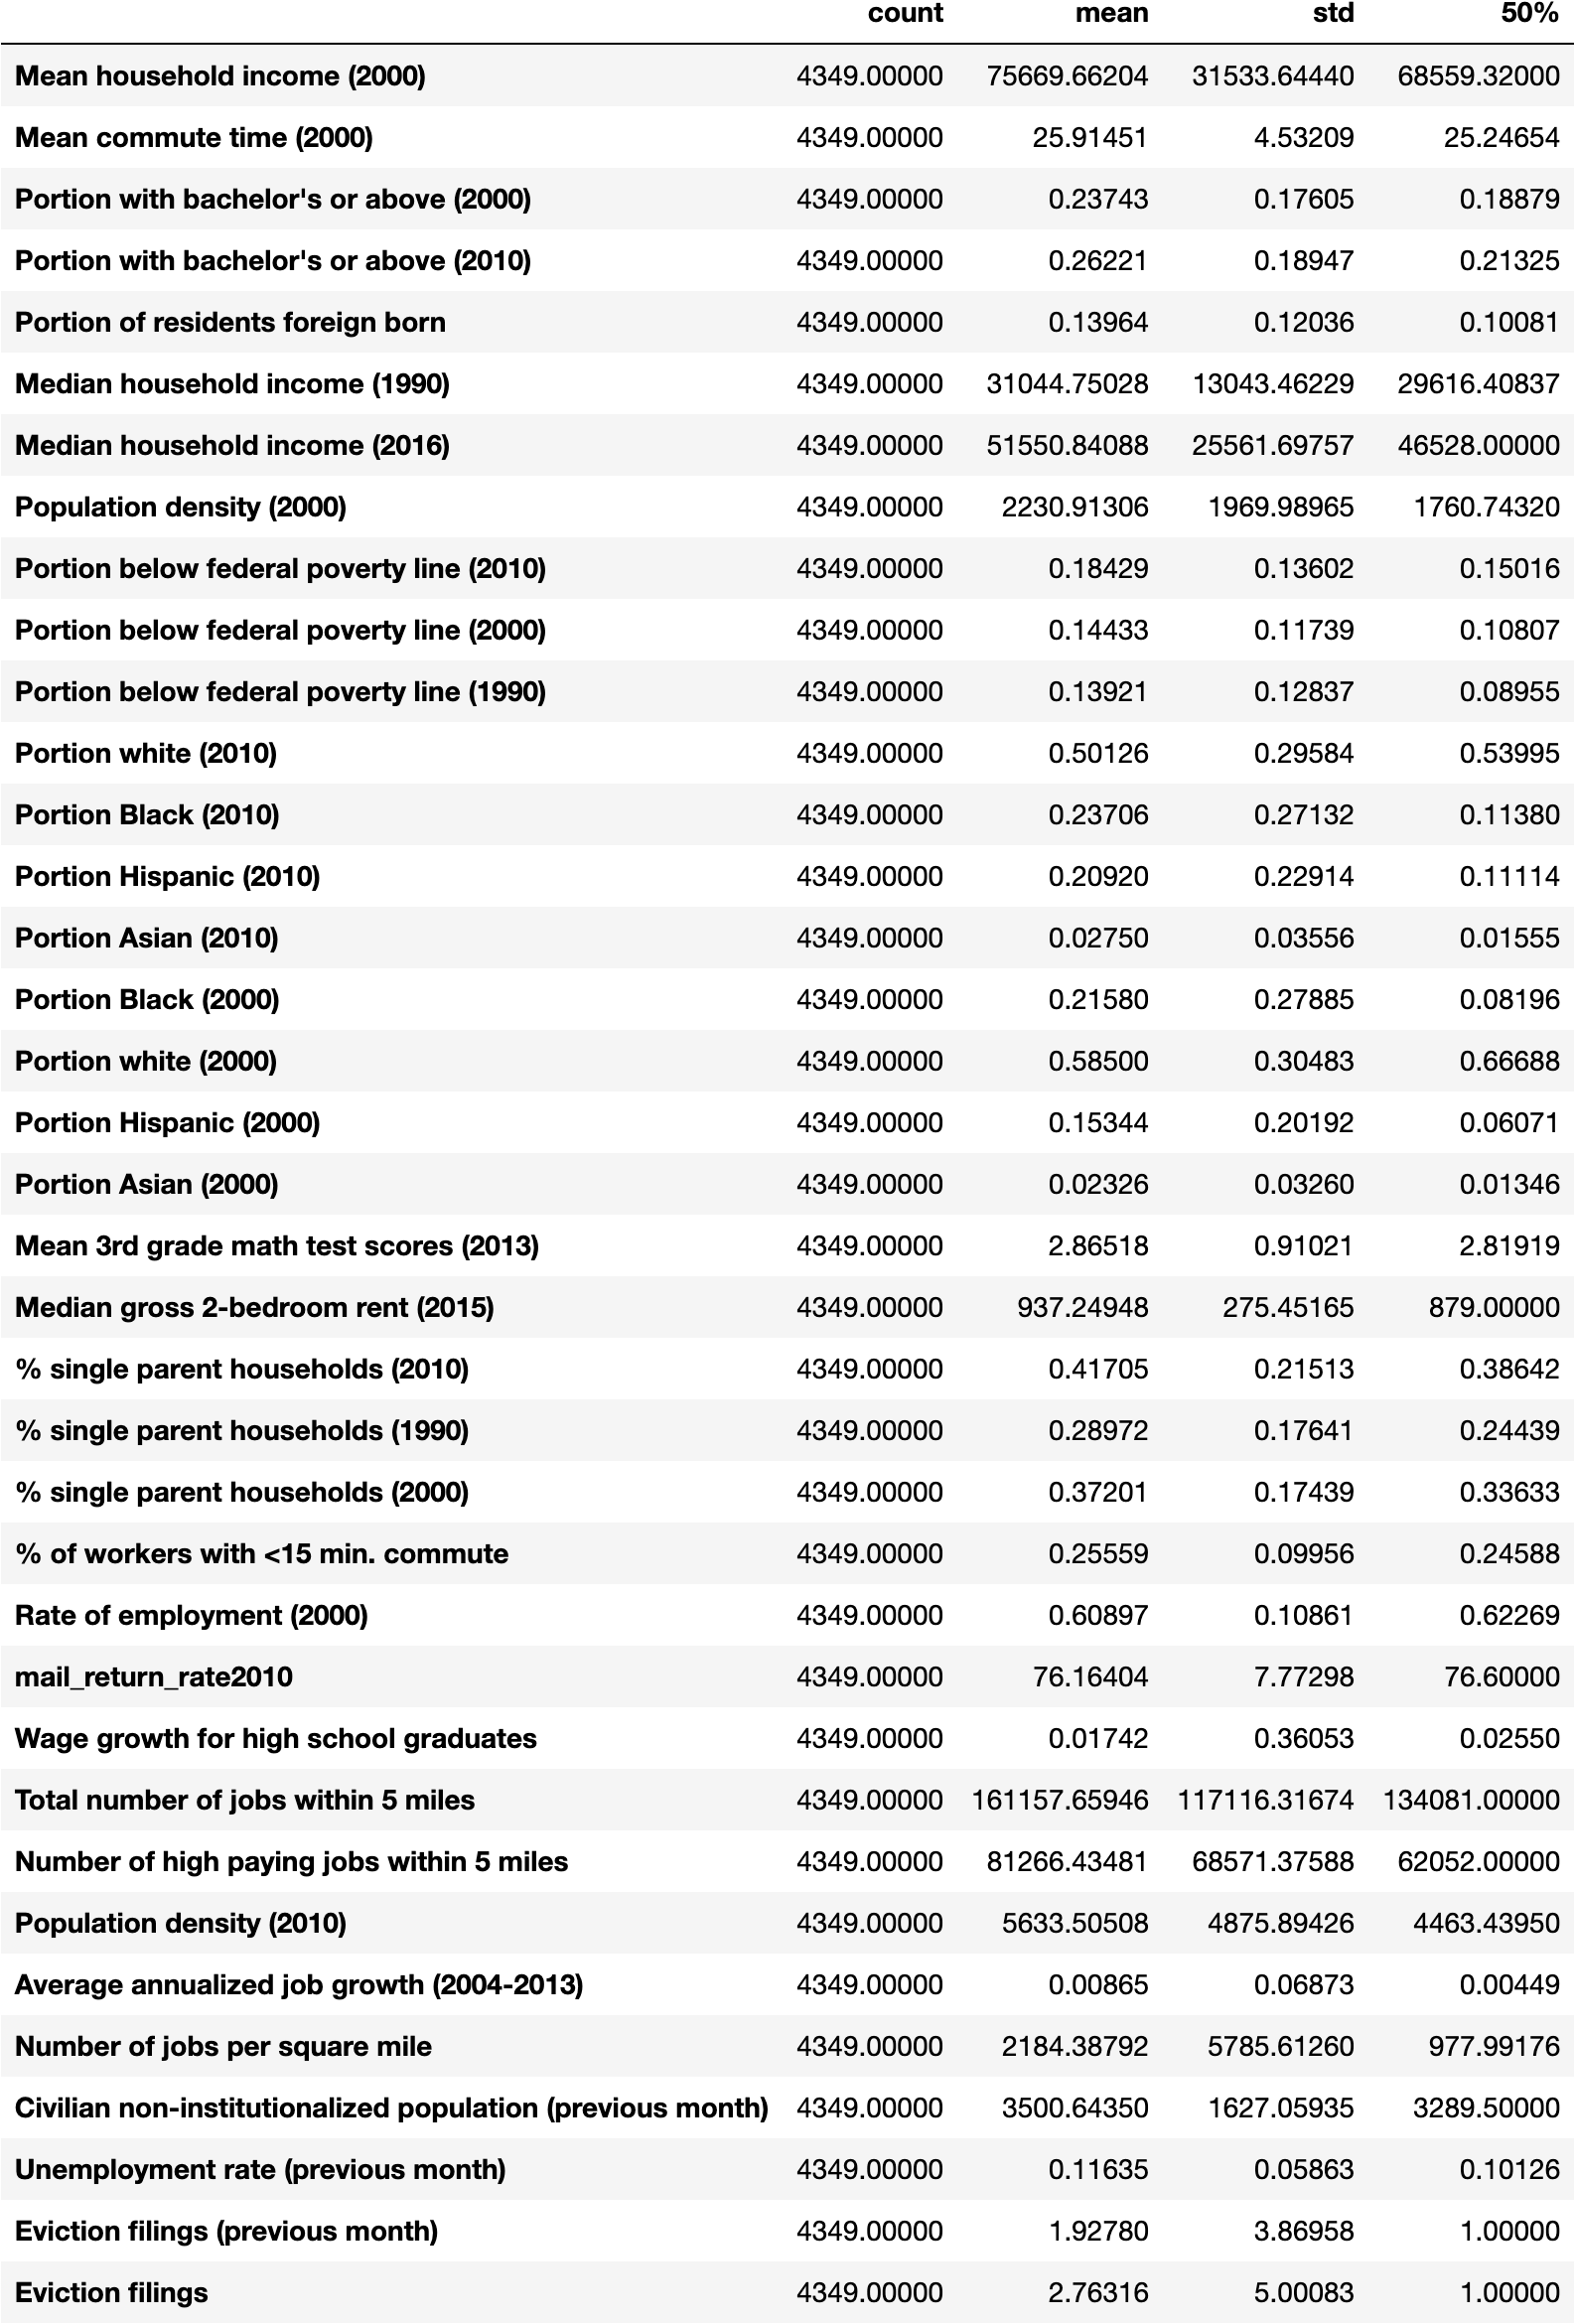 count mean std 50%
Mean household income (2000) 4349.00000 75669.66204 31533.64440 68559.32000
Mean commute time (2000) 4349.00000 25.91451 4.53209 25.24654
Portion with bachelor's or above (2000) 4349.00000 0.23743 0.17605 0.18879
Portion with bachelor's or above (2010) 4349.00000 0.26221 0.18947 0.21325
Portion of residents foreign born 4349.00000 0.13964 0.12036 0.10081
Median household income (1990) 4349.00000 31044.75028 13043.46229 29616.40837
Median household income (2016) 4349.00000 51550.84088 25561.69757 46528.00000
Population density (2000) 4349.00000 2230.91306 1969.98965 1760.74320
Portion below federal poverty line (2010) 4349.00000 0.18429 0.13602 0.15016
Portion below federal poverty line (2000) 4349.00000 0.14433 0.11739 0.10807
Portion below federal poverty line (1990) 4349.00000 0.13921 0.12837 0.08955
Portion white (2010) 4349.00000 0.50126 0.29584 0.53995
Portion Black (2010) 4349.00000 0.23706 0.27132 0.11380
Portion Hispanic (2010) 4349.00000 0.20920 0.22914 0.11114
Portion Asian (2010) 4349.00000 0.02750 0.03556 0.01555
Portion Black (2000) 4349.00000 0.21580 0.27885 0.08196
Portion white (2000) 4349.00000 0.58500 0.30483 0.66688
Portion Hispanic (2000) 4349.00000 0.15344 0.20192 0.06071
Portion Asian (2000) 4349.00000 0.02326 0.03260 0.01346
Mean 3rd grade math test scores (2013) 4349.00000 2.86518 0.91021 2.81919
Median gross 2-bedroom rent (2015) 4349.00000 937.24948 275.45165 879.00000
% single parent households (2010) 4349.00000 0.41705 0.21513 0.38642
% single parent households (1990) 4349.00000 0.28972 0.17641 0.24439
% single parent households (2000) 4349.00000 0.37201 0.17439 0.33633
% of workers with <15 min. commute 4349.00000 0.25559 0.09956 0.24588
Rate of employment (2000) 4349.00000 0.60897 0.10861 0.62269
mail_return_rate2010 4349.00000 76.16404 7.77298 76.60000
Wage growth for high school graduates 4349.00000 0.01742 0.36053 0.02550
Total number of jobs within 5 miles 4349.00000 161157.65946 117116.31674 134081.00000
Number of high paying jobs within 5 miles 4349.00000 81266.43481 68571.37588 62052.00000
Population density (2010) 4349.00000 5633.50508 4875.89426 4463.43950
Average annualized job growth (2004-2013) 4349.00000 0.00865 0.06873 0.00449
Number of jobs per square mile 4349.00000 2184.38792 5785.61260 977.99176
Civilian non-institutionalized population (previous month) 4349.00000 3500.64350 1627.05935 3289.50000
Unemployment rate (previous month) 4349.00000 0.11635 0.05863 0.10126
Eviction filings (previous month) 4349.00000 1.92780 3.86958 1.00000
Eviction filings 4349.00000 2.76316 5.00083 1.00000